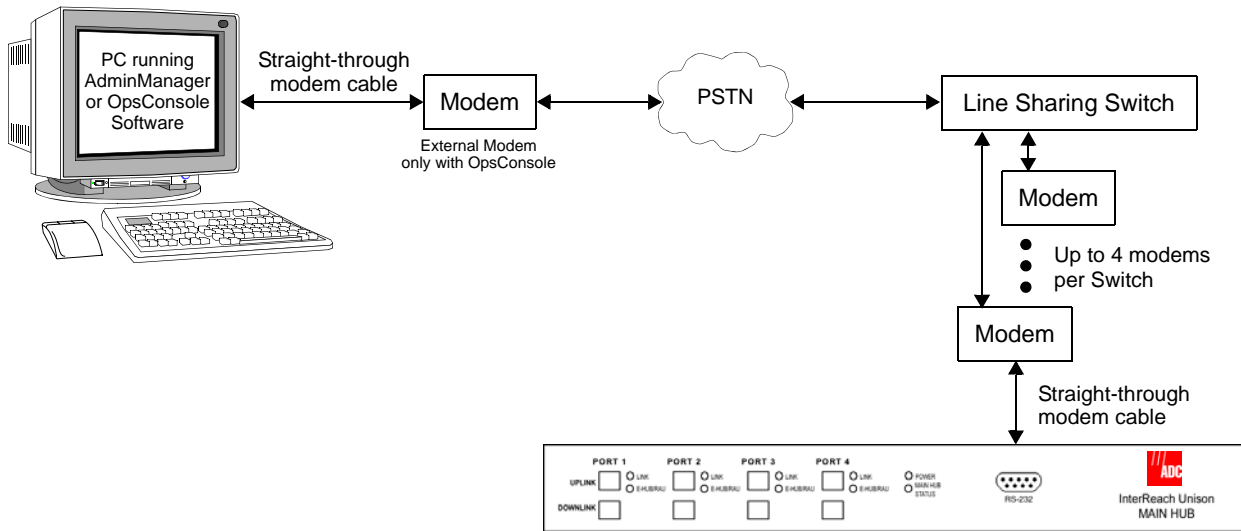 PC running
AdminManager
or OpsConsole
Software
Straight-through
modem cable
Modem
External Modem
only with OpsConsole
PSTN
Line Sharing Switch
Modem
Up to 4 modems
per Switch
Modem
Straight-through
modem cable
PORT 1 PORT 2 PORT 3 PORT 4
UPLINK LINK LINK LINK LINK POWER
E-HUB/RAU E-HUB/RAU E-HUB/RAU E-HUB/RAU MAIN HUB
STATUS
DOWNLINK
RS-232
ADC
InterReach Unison
MAIN HUB